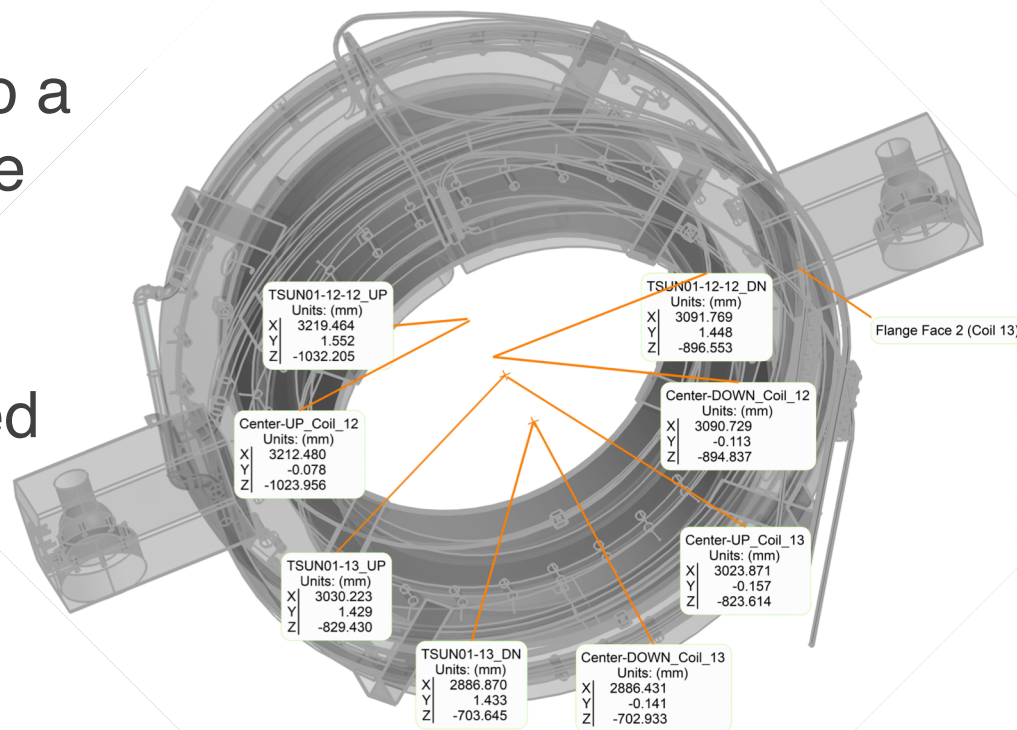 a
e
ed
TSUN01-12-12_UP
Units: (mm)
X 3219.464
Y 1.552
Z -1032.205
TSUN01-12-12_DN
Units: (mm)
X 3091.769
Y 1.448
Z -896.553
Flange Face 2 (Coil 13)
Center-UP_Coil_12
Units: (mm)
X 3212.480
Y -0.078
Z -1023.956
Center-DOWN_Coil_12
Units: (mm)
X 3090.729
Y -0.113
Z -894.837
TSUN01-13_UP
Units: (mm)
X 3030.223
Y 1.429
Z -829.430
Center-UP_Coil_13
Units: (mm)
X 3023.871
Y -0.157
Z -823.614
TSUN01-13_DN
Units: (mm)
X 2886.870
Y 1.433
Z -703.645
Center-DOWN_Coil_13
Units: (mm)
X 2886.431
Y -0.141
Z -702.933